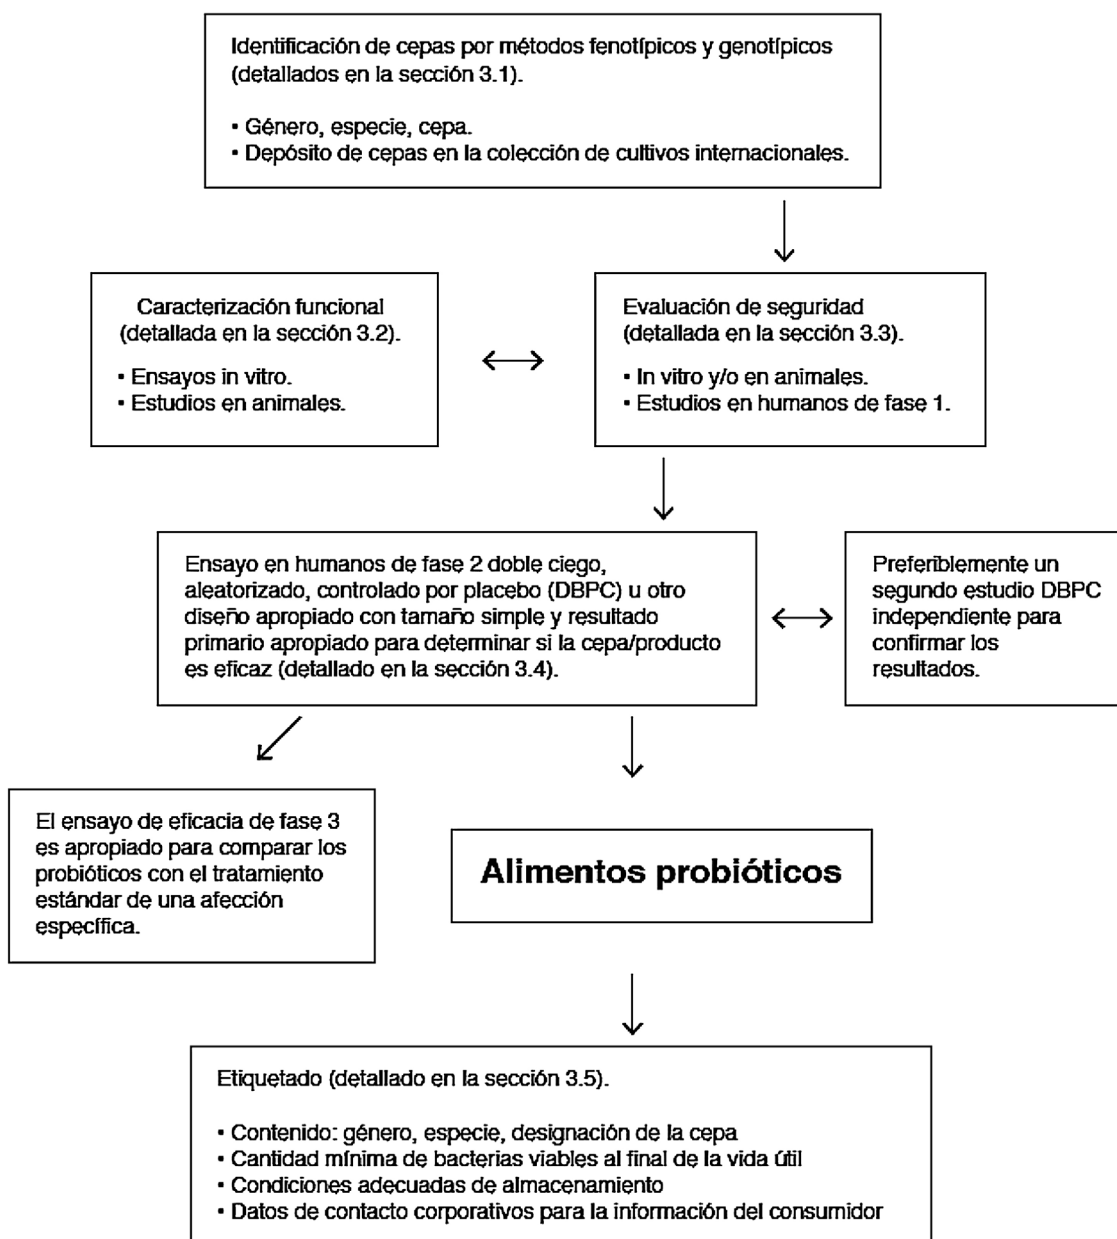 Identificación de cepas por métodos fenotípicos y genotípicos
(detallados en la sección 3.1).
▪ Género, especie, cepa.
▪ Depósito de cepas en la colección de cultivos internacionales.
Caracterización funcional
(detallada en la sección 3.2).
▪ Ensayos in vitro.
▪ Estudios en animales.
Evaluación de seguridad
(detallada en la sección 3.3).
▪ In vitro y/o en animales.
▪ Estudios en humanos de fase 1.
Ensayo en humanos de fase 2 doble ciego,
aleatorizado, controlado por placebo (DBPC) u otro
diseño apropiado con tamaño simple y resultado
primario apropiado para determinar si la cepa/producto
es eficaz (detallado en la sección 3.4).
Preferiblemente un
segundo estudio DBPC
independiente para
confirmar los
resultados.
El ensayo de eficacia de fase 3
es apropiado para comparar los
probióticos con el tratamiento
estándar de una afección
específica.
Alimentos probióticos
Etiquetado (detallado en la sección 3.5).
▪ Contenido: género, especie, designación de la cepa
▪ Cantidad mínima de bacterias viables al final de la vida útil
▪ Condiciones adecuadas de almacenamiento
▪ Datos de contacto corporativos para la información del consumidor